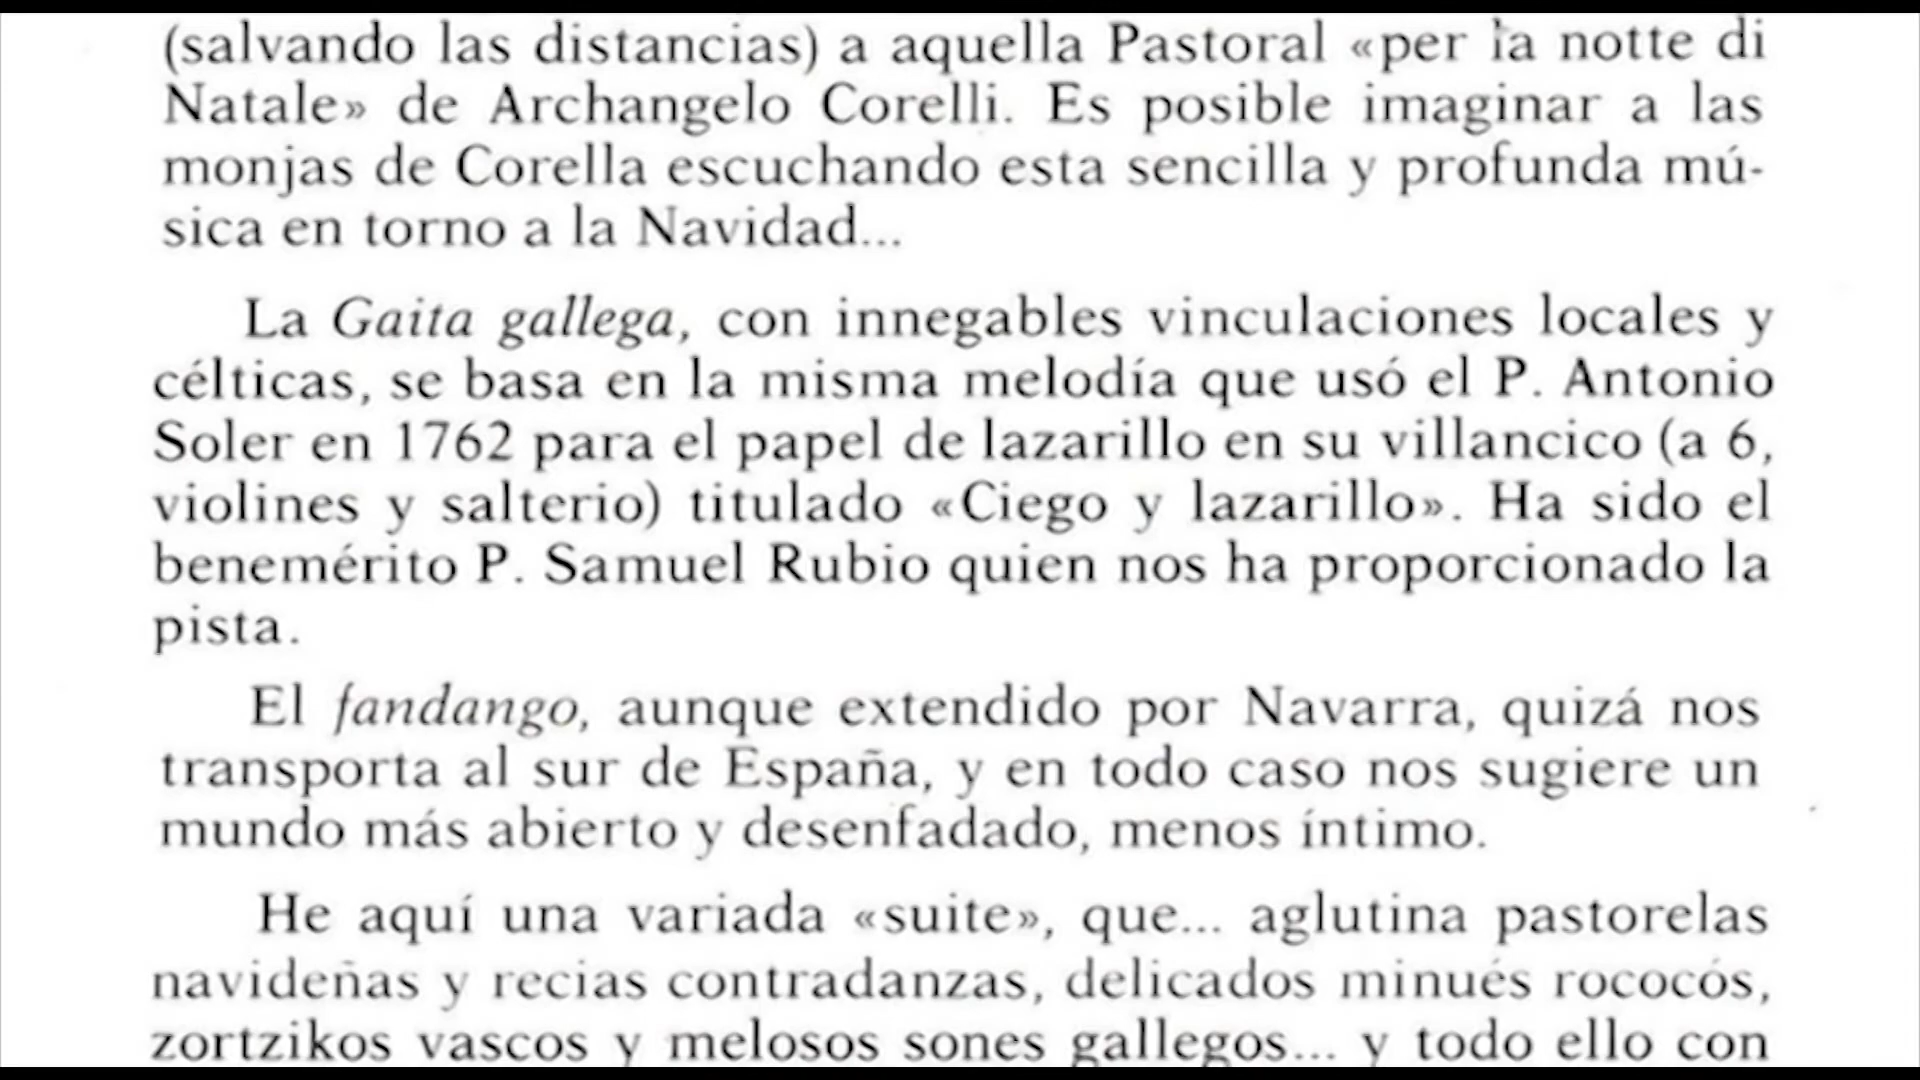 (salvando las distancias) a aquella Pastoral «per la notte di
Natale» de Archangelo Corelli. Es posible imaginar a las
monjas de Corella escuchando esta sencilla y profunda mú-
sica en torno a la Navidad...
La Gaita gallega, con innegables vinculaciones locales y
célticas, se basa en la misma melodía que usó el P. Antonio
Soler en 1762 para el papel de lazarillo en su villancico (a 6,
violines y salterio) titulado «Ciego y lazarillo». Ha sido el
benemérito P. Samuel Rubio quien nos ha proporcionado la
pista.
El fandango, aunque extendido por Navarra, quizá nos
transporta al sur de España, y en todo caso nos sugiere un
mundo más abierto y desenfadado, menos íntimo.
He aquí una variada «suite», que... aglutina pastorelas
navideñas y recias contradanzas, delicados minués rococós,
zortzikos vascos y melosos sones gallegos... y todo ello con